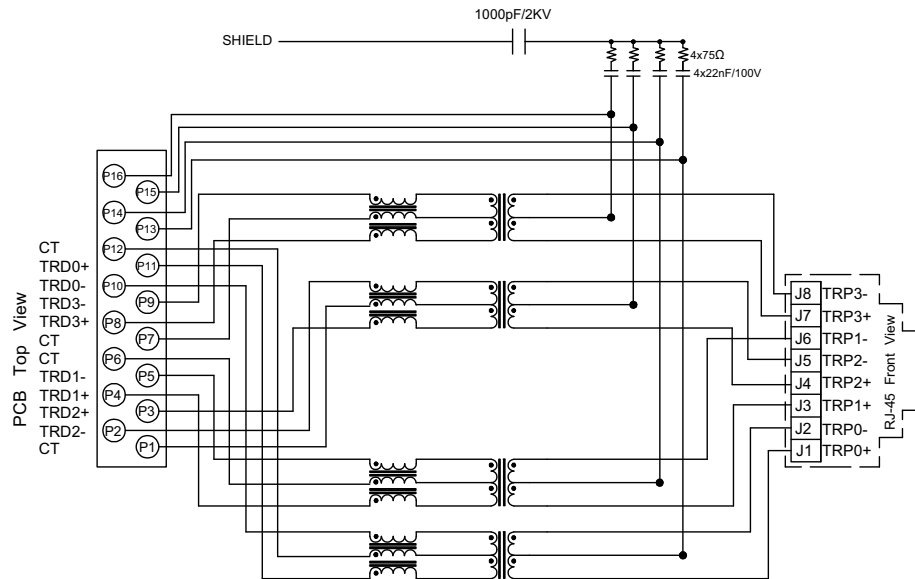 1000pF/2KV
SHIELD
4x75Ω
4x22nF/100V
P16
P15
P14
P13
CT P12
TRD0+ P11
TRD0- P10
TRD3- P9
TRD3+ P8
CT P7
CT P6
TRD1- P5
TRD1+ P4
TRD2+ P3
TRD2- P2
CT P1
PCB Top View
J8 TRP3-
J7 TRP3+
J6 TRP1-
J5 TRP2-
J4 TRP2+
J3 TRP1+
J2 TRP0-
J1 TRP0+
RJ-45 Front View